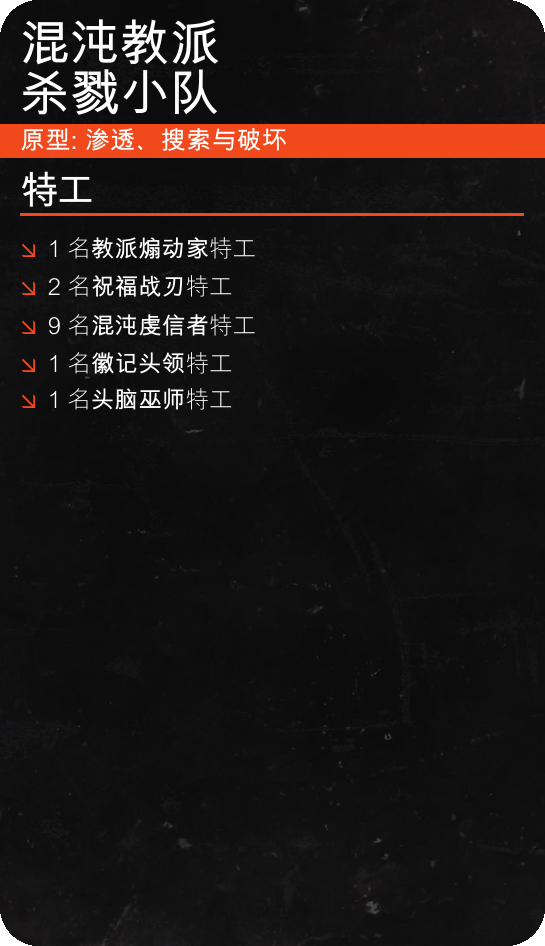 混沌教派
杀戮小队
原型: 渗透、搜索与破坏
特工
1 名教派煽动家特工
2 名祝福战刃特工
9 名混沌虔信者特工
1 名徽记头领特工
1 名头脑巫师特工